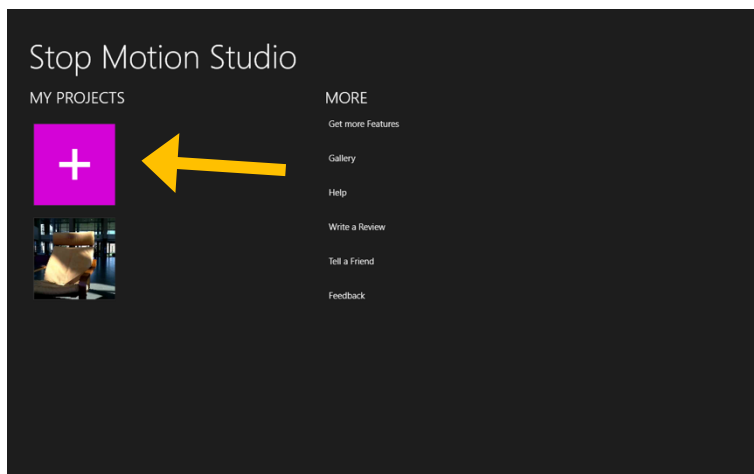 Stop Motion Studio
MY PROJECTS
MORE
Get more Features
Gallery
Help
Write a Review
Tell a Friend
Feedback